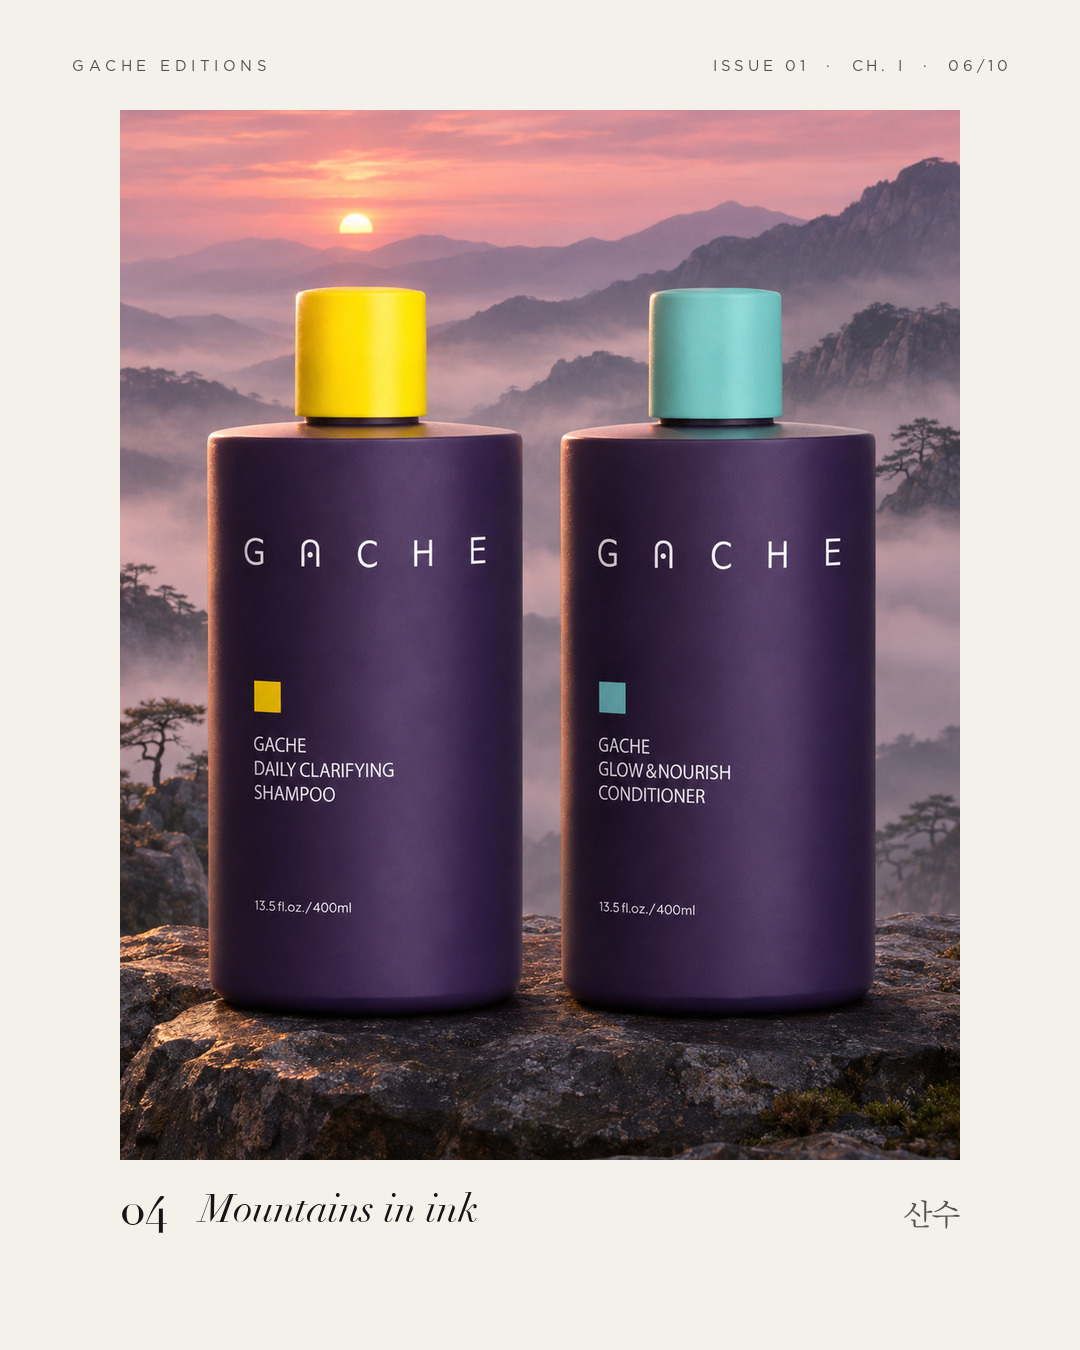 GACHE EDITIONS
ISSUE 01 · CH. I · 06/10
GACHE
GACHE
DAILY CLARIFYING
SHAMPOO
13.5 fl.oz./400ml
GACHE
GACHE
GLOW & NOURISH
CONDITIONER
13.5 fl.oz./400ml
04 Mountains in ink
산수